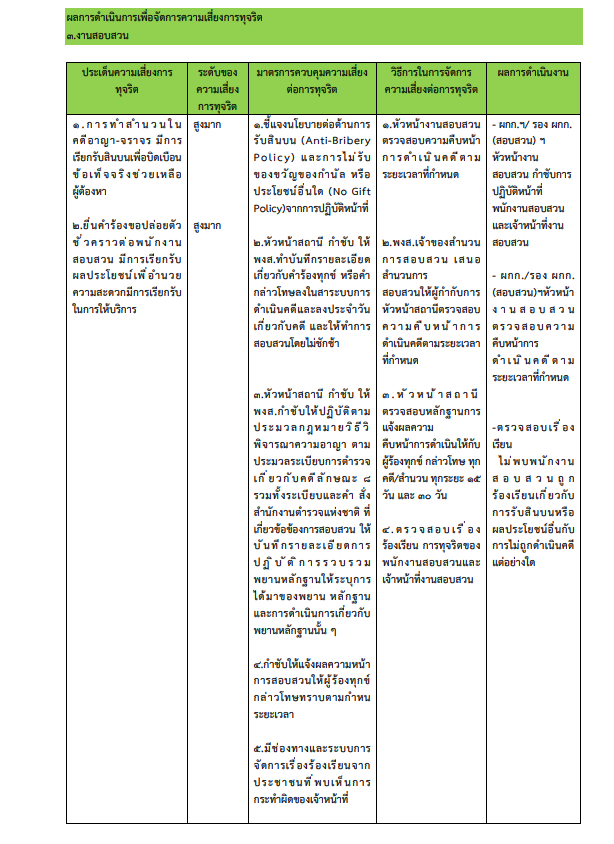 ผลการดำเนินการเพื่อจัดการความเสี่ยงการทุจริต
๓.งานสอบสวน
ประเด็นความเสี่ยงการ
ทุจริต
ระดับของ
ความเสี่ยง
การทุจริต
มาตรการควบคุมความเสี่ยง
ต่อการทุจริต
วิธีการในการจัดการ
ความเสี่ยงต่อการทุจริต
ผลการดำเนินงาน
๑.การทำสำนวนใน
คดีอาญา-จราจร มีการ
เรียกรับสินบนเพื่อบิดเบือน
ข้อเท็จจริงช่วยเหลือ
ผู้ต้องหา
๒.ยื่นคำร้องขอปล่อยตัว
ชั่วคราวต่อพนักงาน
สอบสวน มีการเรียกรับ
ผลประโยชน์เพื่อำนวย
ความสะดวกมีการเรียกรับ
ในการให้บริการ
สูงมาก
สูงมาก
๑.ชี้แจงนโยบายต่อต้านการ
รับสินบน (Anti-Bribery
Policy) และการไม่รับ
ของขวัญของกำนัล หรือ
ประโยชน์อื่นใด (No Gift
Policy)จากการปฏิบัติหน้าที่
๒.หัวหน้าสถานี กำชับ ให้
พงส.ทำบันทึกรายละเอียด
เกี่ยวกับคำร้องทุกข์ หรือคำ
กล่าวโทษลงในสาระบบการ
ดำเนินคดีและลงประจำวัน
เกี่ยวกับคดี และให้ทำการ
สอบสวนโดยไม่ชักช้า
๓.หัวหน้าสถานี กำชับ ให้
พงส.กำชับให้ปฏิบัติตาม
ประมวลกฎหมายวิธีวิ
พิจารณาความอาญา ตาม
ประมวลระเบียบการตำรวจ
เกี่ยวกับคดีลักษณะ ๘
รวมทั้งระเบียบและคำ สั่ง
สำนักงานตำรวจแห่งชาติ ที่
เกี่ยวข้อข้องการสอบสวน ให้
บันทึกรายละเอียดการ
ปฏิบัติการรวบรวม
พยานหลักฐานให้ระบุการ
ได้มาของพยาน หลักฐาน
และการดำเนินการเกี่ยวกับ
พยานหลักฐานนั้น ๆ
๔.กำชับให้แจ้งผลความหน้า
การสอบสวนให้ผู้ร้องทุกข์
กล่าวโทษทราบตามกำหน
ระยะเวลา
๕.มีช่องทางและระบบการ
จัดการเรื่องร้องเรียนจาก
ประชาชนที่พบเห็นการ
กระทำผิดของเจ้าหน้าที่
๑.หัวหน้างานสอบสวน
ตรวจสอบความคืบหน้า
การดำเนินคดีตาม
ระยะเวลาที่กำหนด
๒.พงส.เจ้าของสำนวน
การสอบสวน เสนอ
สำนวนการ
สอบสวนให้ผู้กำกับการ
หัวหน้าสถานีตรวจสอบ
ความคืบหน้าการ
ดำเนินคดีตามระยะเวลา
ที่กำหนด
๓.หัวหน้าสถานี
ตรวจสอบหลักฐานการ
แจ้งผลความ
คืบหน้าการดำเนินให้กับ
ผู้ร้องทุกข์ กล่าวโทษ ทุก
คดี/สำนวน ทุกระยะ ๑๕
วัน และ ๓๐ วัน
๔.ตรวจสอบเรื่อง
ร้องเรียน การทุจริตของ
พนักงานสอบสวนและ
เจ้าหน้าที่งานสอบสวน
- ผกก.ฯ/ รอง ผกก.
(สอบสวน) ฯ
หัวหน้างาน
สอบสวน กำชับการ
ปฏิบัติหน้าที่
พนักงานสอบสวน
และเจ้าหน้าที่งาน
สอบสวน
- ผกก./รอง ผกก.
(สอบสวน)ฯหัวหน้า
งานสอบสวน
ตรวจสอบความ
คืบหน้าการ
ดำเนินคดีตาม
ระยะเวลาที่กำหนด
-ตรวจสอบเรื่อง
เรียน
ไม่พบพนักงาน
สอบสวนถูก
ร้องเรียนเกี่ยวกับ
การรับสินบนหรือ
ผลประโยชน์อื่นกับ
การไม่ถูกดำเนินคดี
แต่อย่างใด